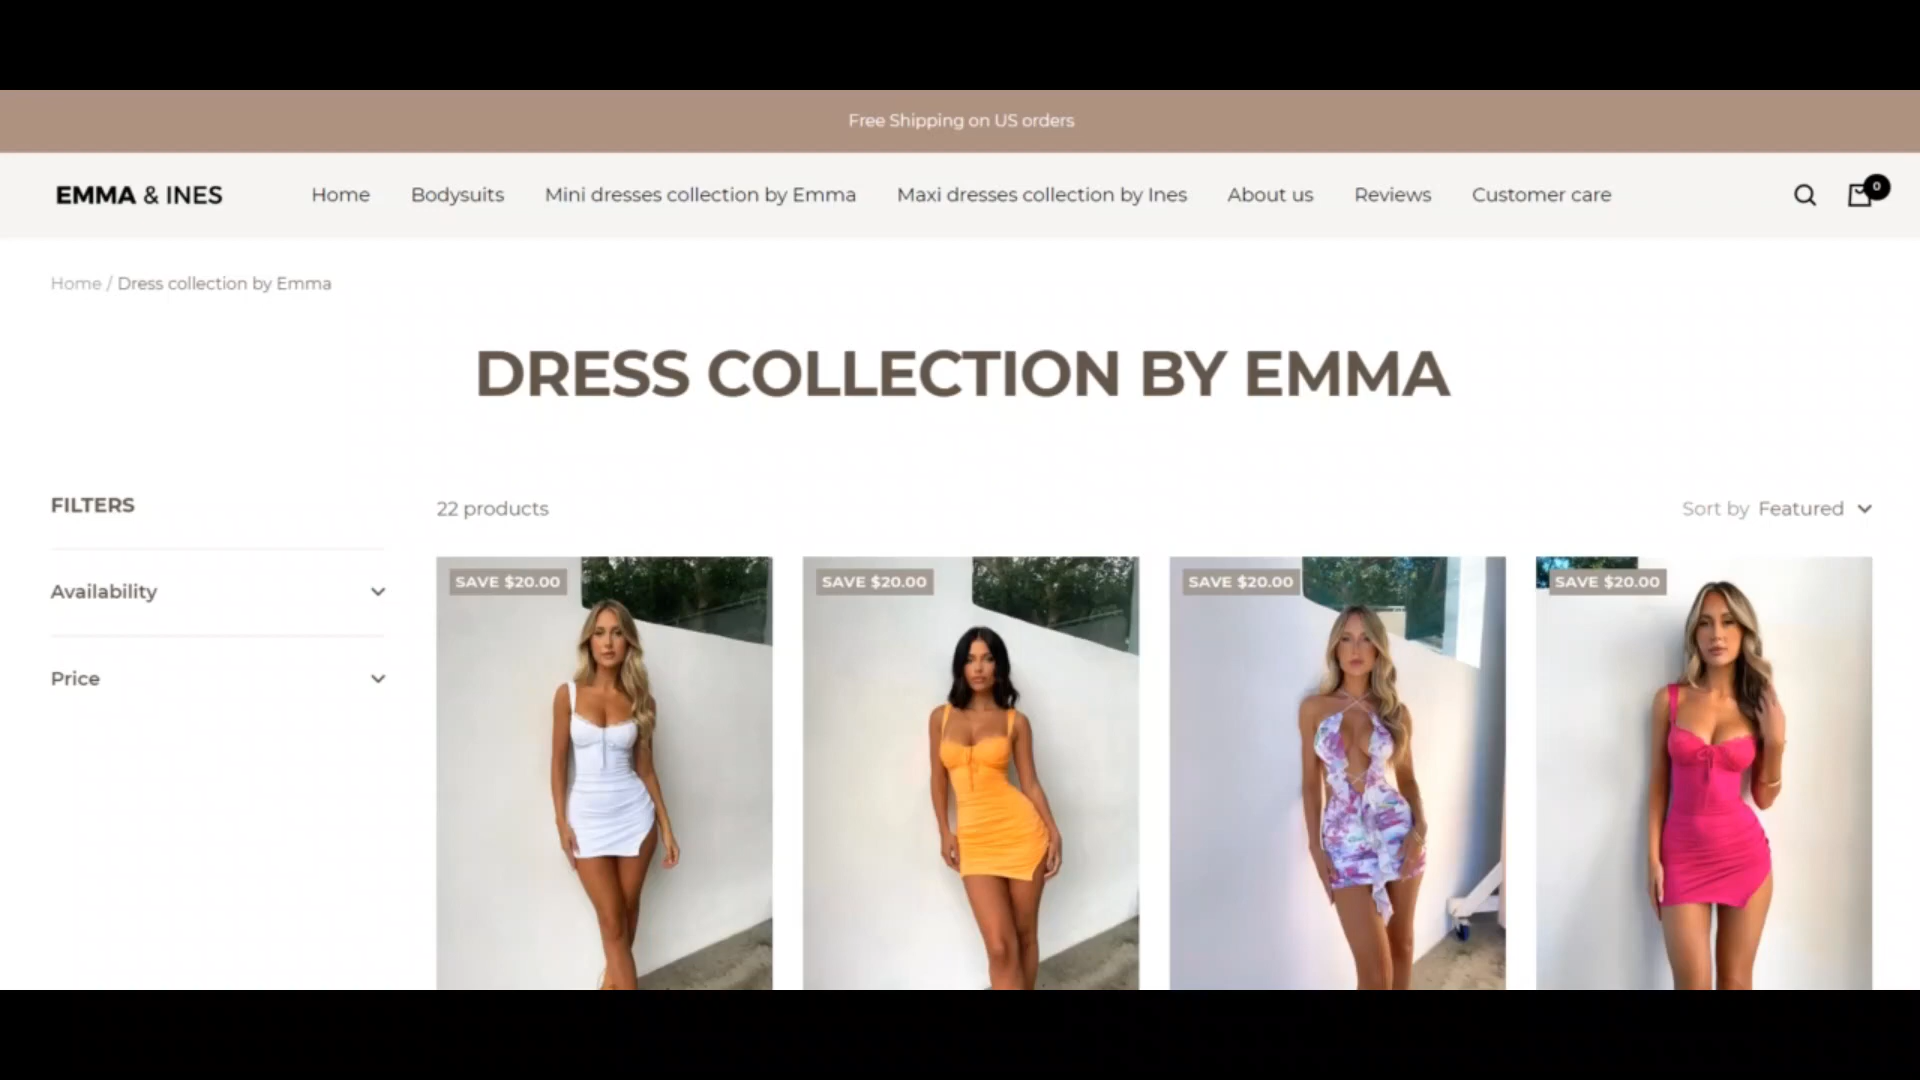 Free Shipping on US orders
EMMA & INES
Home
Bodysuits
Mini dresses collection by Emma
Maxi dresses collection by Ines
About us
Reviews
Customer care
0
Home / Dress collection by Emma
DRESS COLLECTION BY EMMA
FILTERS
Availability
Price
22 products
Sort by Featured
SAVE $20.00
SAVE $20.00
SAVE $20.00
SAVE $20.00